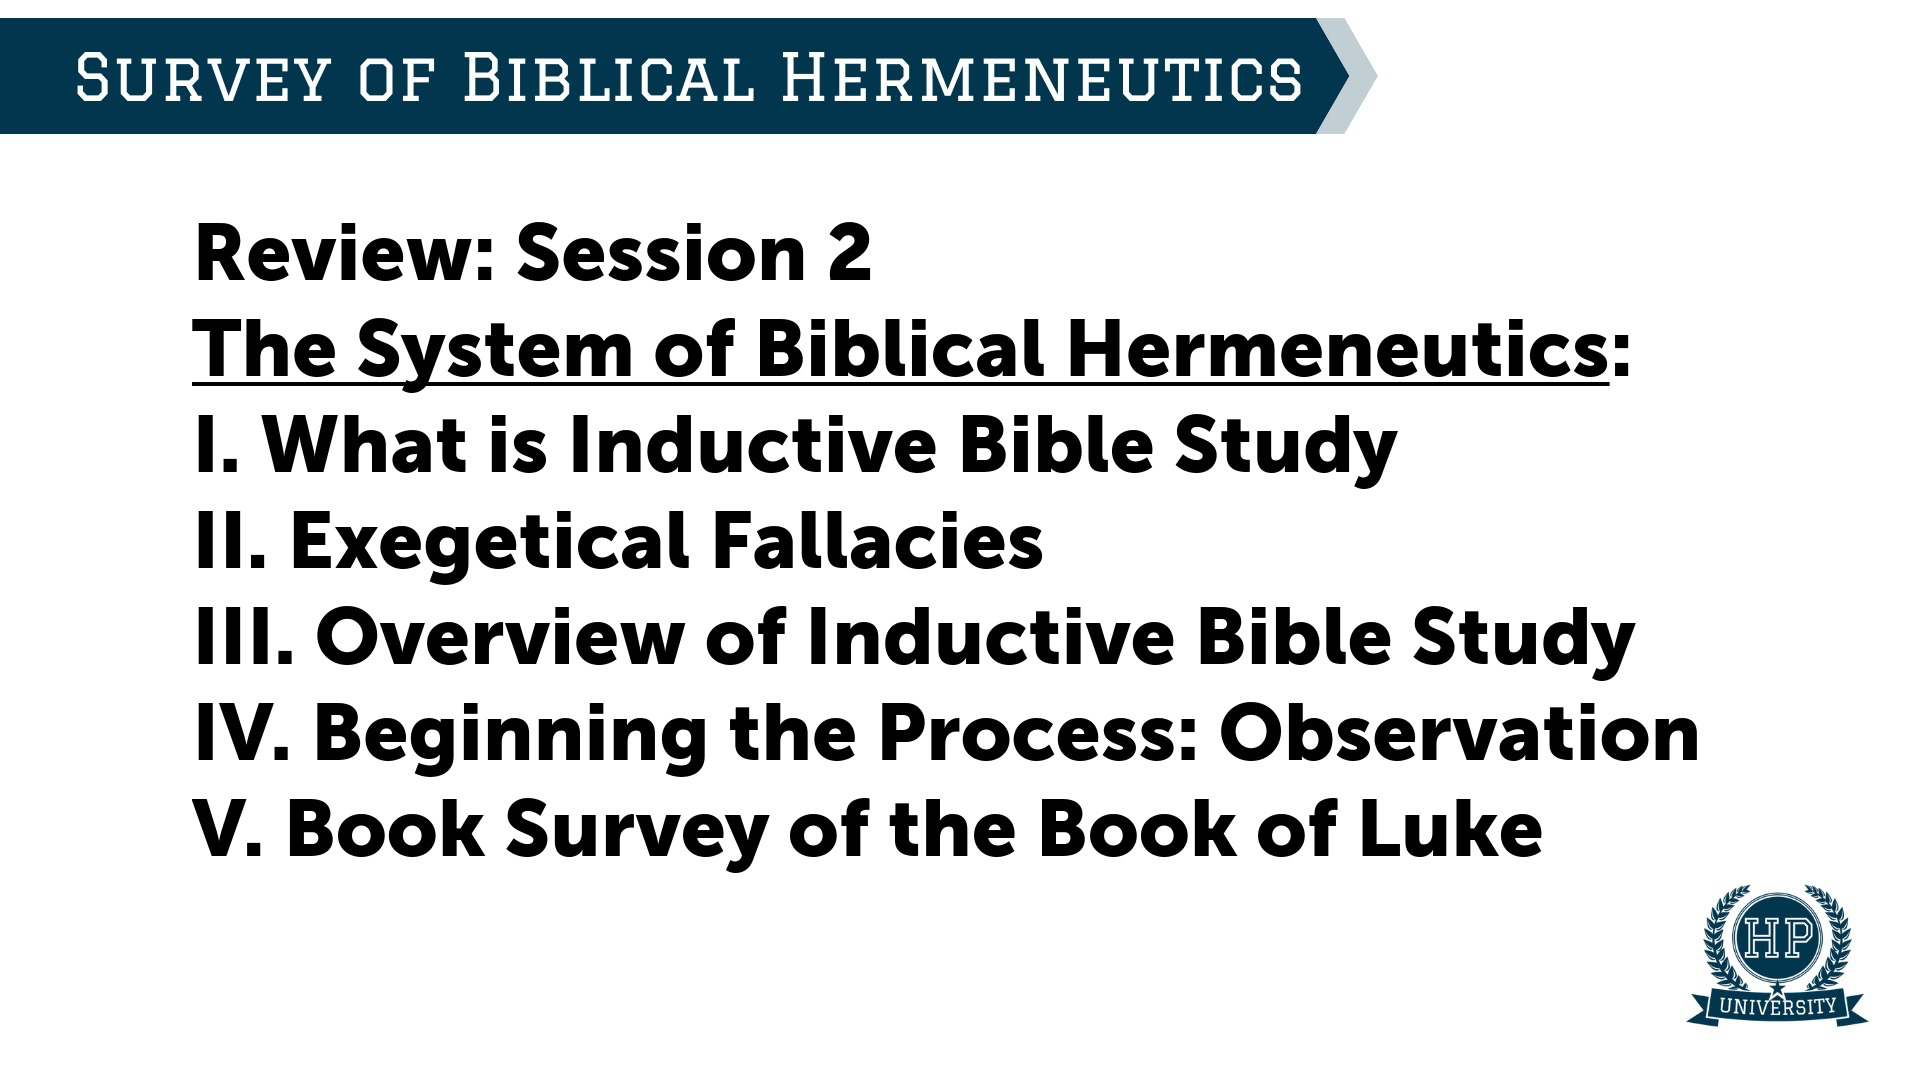 Survey of Biblical Hermeneutics
Review: Session 2
The System of Biblical Hermeneutics:
I. What is Inductive Bible Study
II. Exegetical Fallacies
III. Overview of Inductive Bible Study
IV. Beginning the Process: Observation
V. Book Survey of the Book of Luke
HP
UNIVERSITY